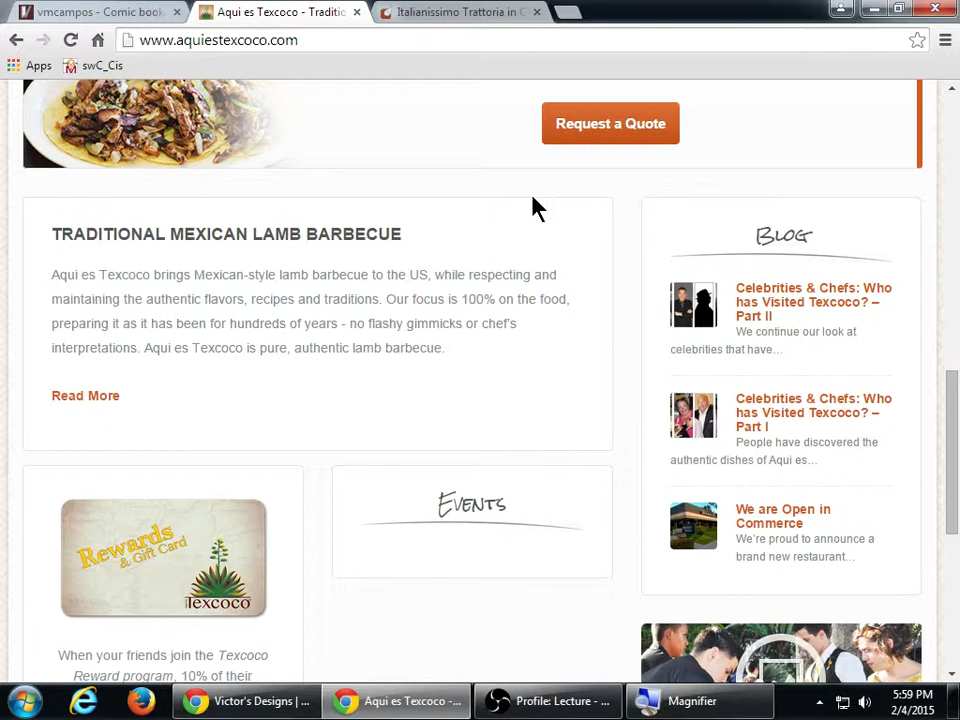 vmcampos - Comic book
Aqui es Texcoco - Traditio
Italianissimo Trattoria in C
www.aquiestexcoco.com
Apps
swC_Cis
Request a Quote
TRADITIONAL MEXICAN LAMB BARBECUE
Aqui es Texcoco brings Mexican-style lamb barbecue to the US, while respecting and
maintaining the authentic flavors, recipes and traditions. Our focus is 100% on the food,
preparing it as it has been for hundreds of years - no flashy gimmicks or chef's
interpretations. Aqui es Texcoco is pure, authentic lamb barbecue.
Read More
Blog
Celebrities & Chefs: Who
has Visited Texcoco? –
Part II
We continue our look at
celebrities that have…
Celebrities & Chefs: Who
has Visited Texcoco? –
Part I
People have discovered the
authentic dishes of Aqui es…
We are Open in
Commerce
We're proud to announce a
brand new restaurant…
Rewards
& Gift Card
Texcoco
When your friends join the Texcoco
Reward program, 10% of their
Events
Victor's Designs | ...
Aqui es Texcoco -...
Profile: Lecture - ...
Magnifier
5:59 PM
2/4/2015